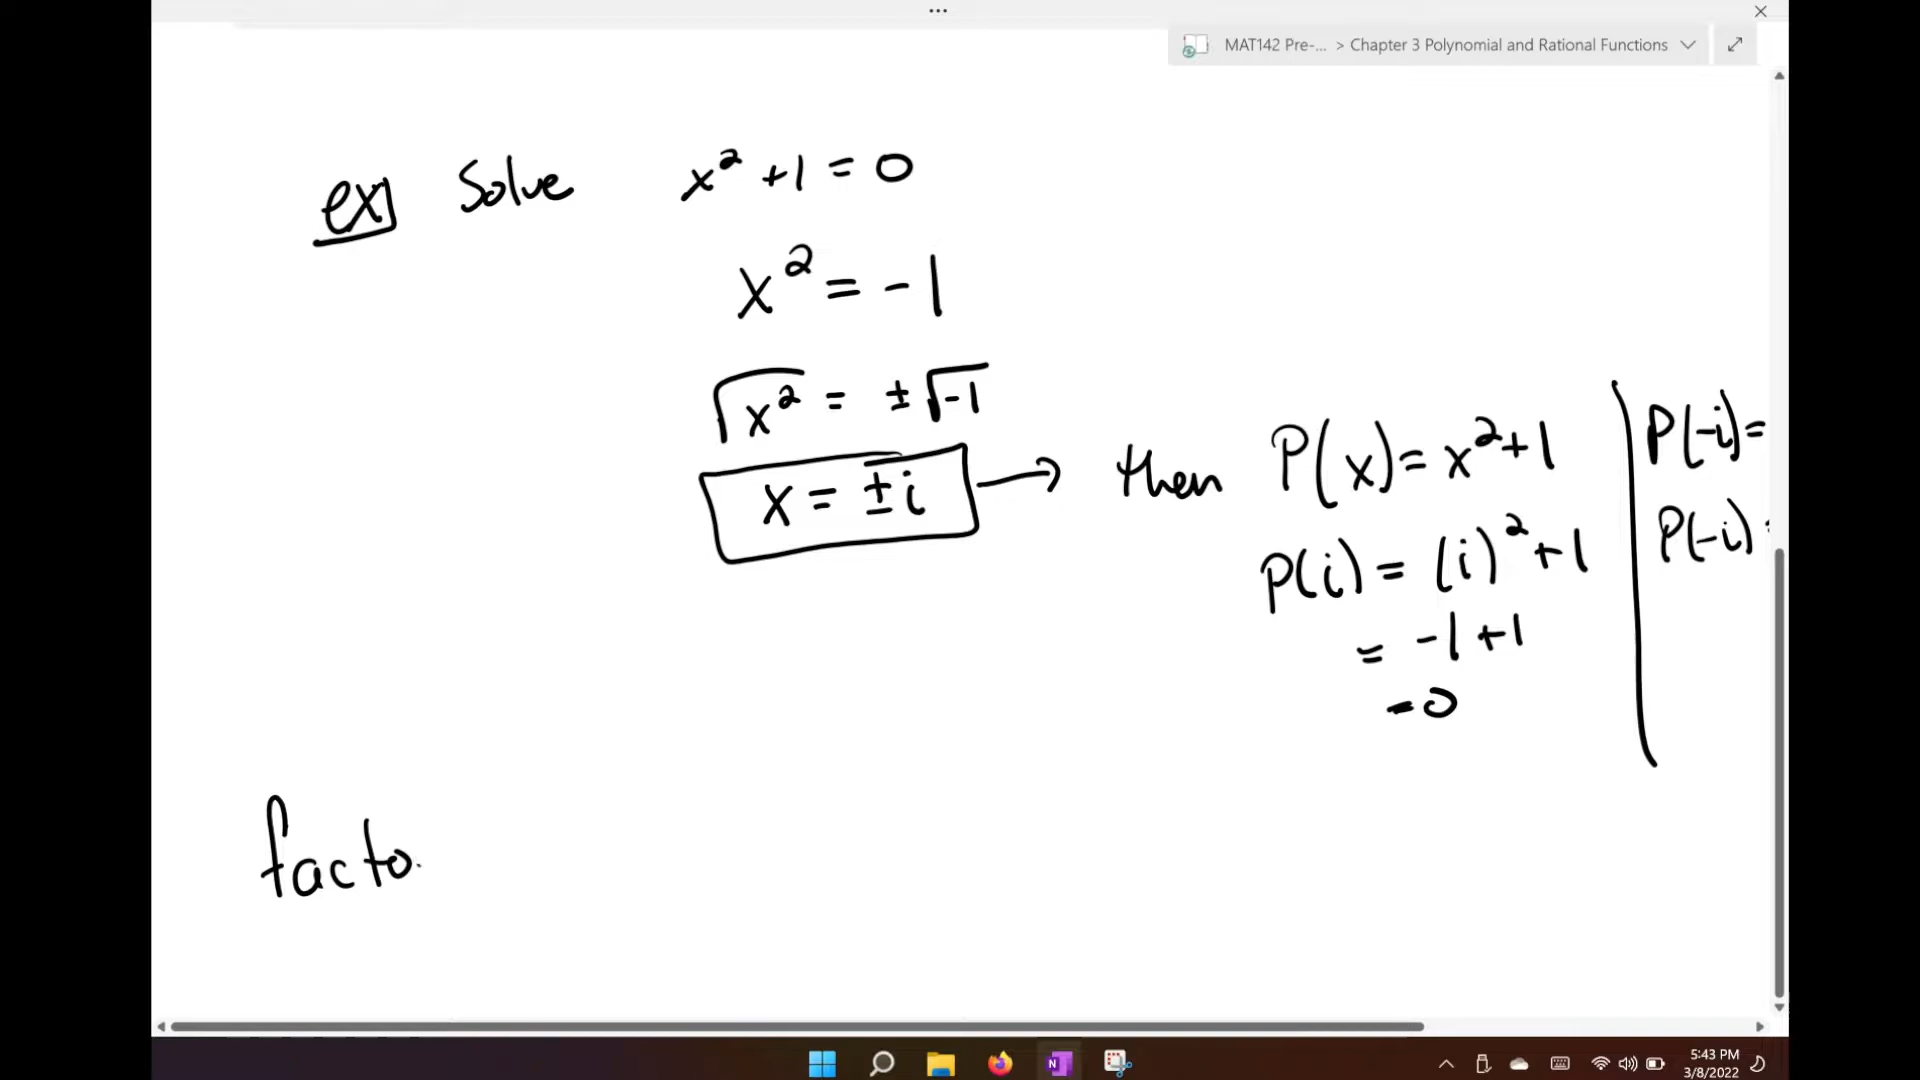 MAT142 Pre-... > Chapter 3 Polynomial and Rational Functions
ex] Solve x² + 1 = 0
x² = -1
√x² = ± √-1
x = ± i → then P(x) = x² + 1
P(i) = (i)² + 1
= -1 + 1
= 0
P(-i) =
P(-i) =
facto
5:43 PM
3/8/2022